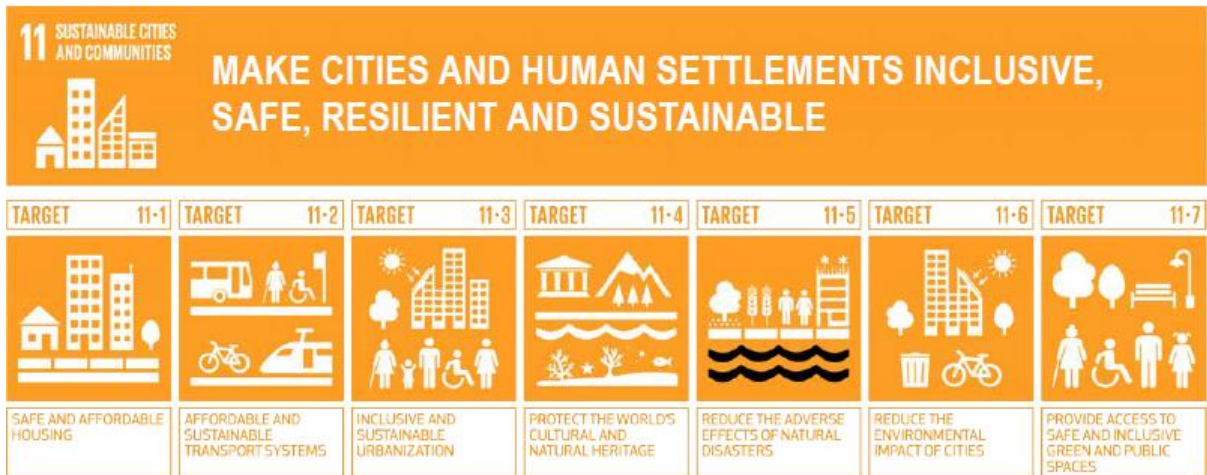 11 SUSTAINABLE CITIES
AND COMMUNITIES
MAKE CITIES AND HUMAN SETTLEMENTS INCLUSIVE,
SAFE, RESILIENT AND SUSTAINABLE
TARGET 11·1
SAFE AND AFFORDABLE
HOUSING
TARGET 11·2
AFFORDABLE AND
SUSTAINABLE
TRANSPORT SYSTEMS
TARGET 11·3
INCLUSIVE AND
SUSTAINABLE
URBANIZATION
TARGET 11·4
PROTECT THE WORLD'S
CULTURAL AND
NATURAL HERITAGE
TARGET 11·5
REDUCE THE ADVERSE
EFFECTS OF NATURAL
DISASTERS
TARGET 11·6
REDUCE THE
ENVIRONMENTAL
IMPACT OF CITIES
TARGET 11·7
PROVIDE ACCESS TO
SAFE AND INCLUSIVE
GREEN AND PUBLIC
SPACES